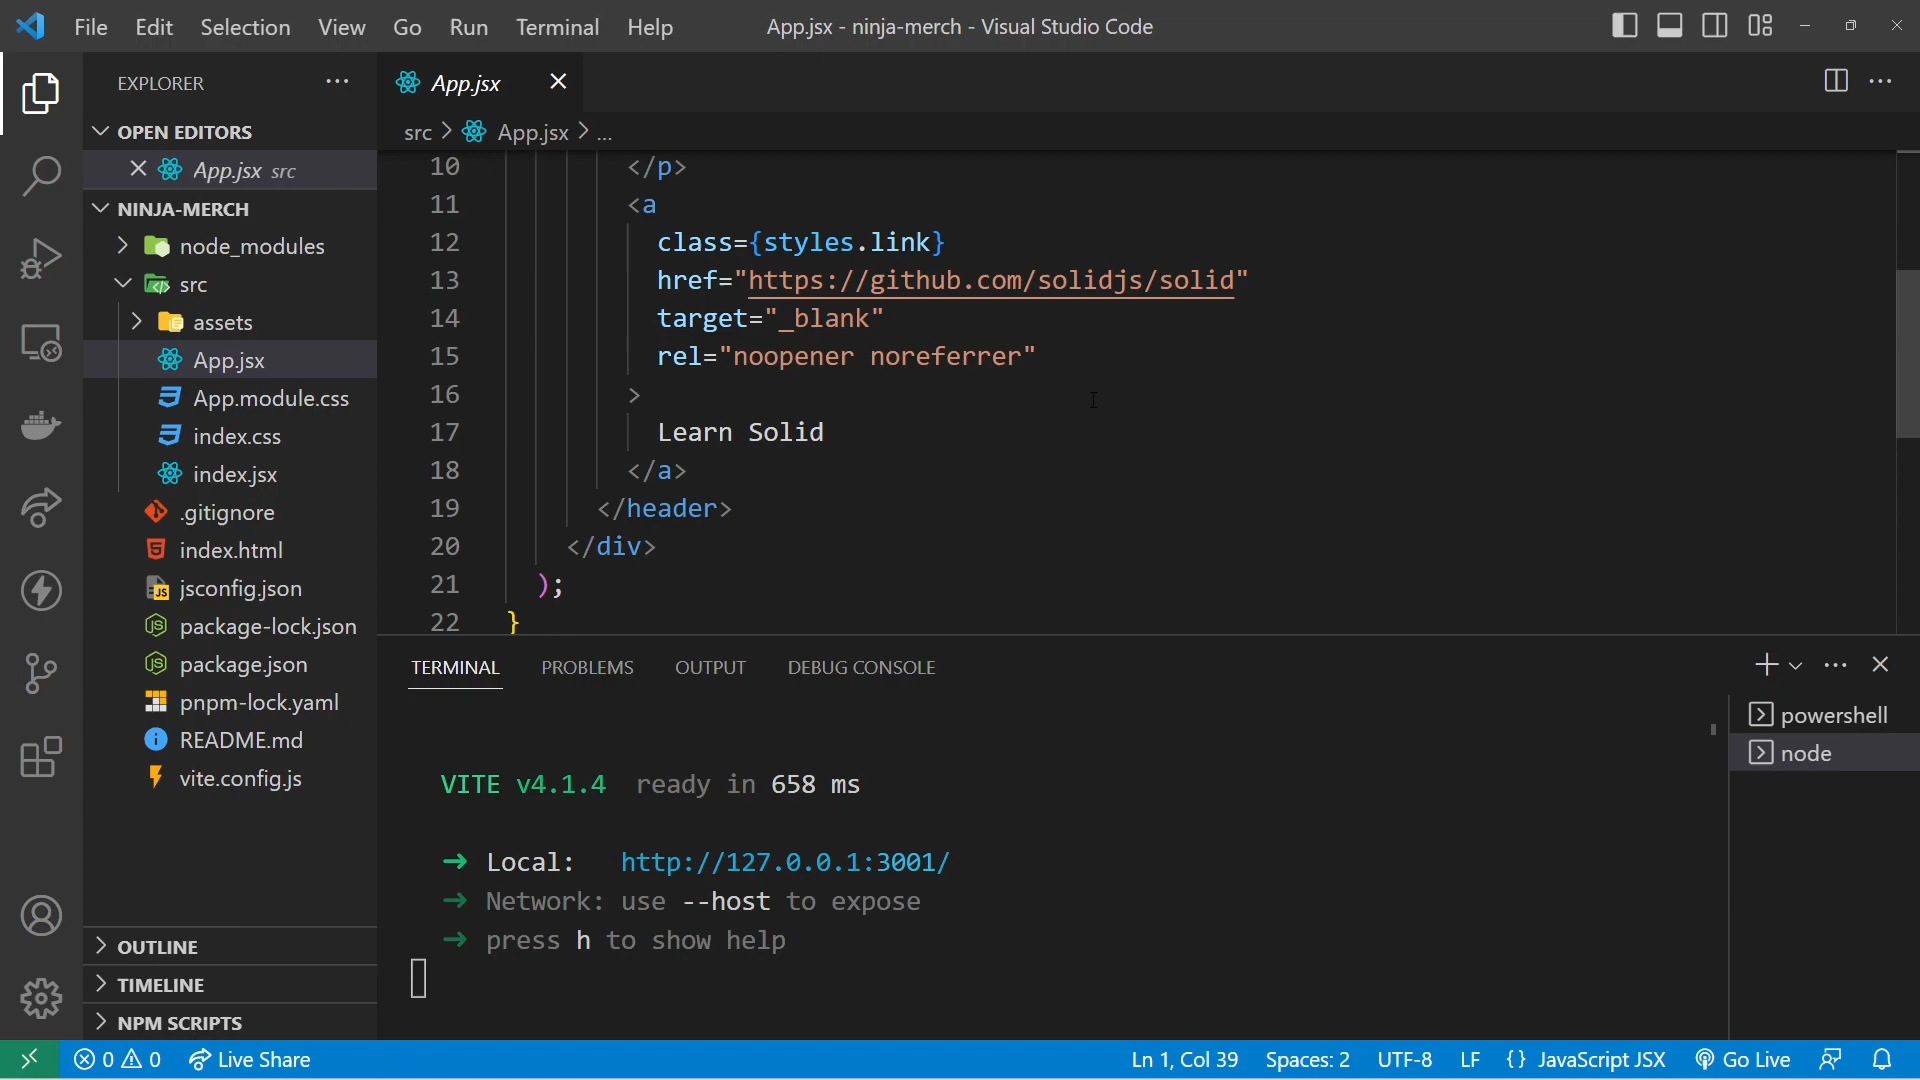 File Edit Selection View Go Run Terminal Help
App.jsx - ninja-merch - Visual Studio Code
EXPLORER
OPEN EDITORS
App.jsx src
NINJA-MERCH
node_modules
src
assets
App.jsx
App.module.css
index.css
index.jsx
.gitignore
index.html
jsconfig.json
package-lock.json
package.json
pnpm-lock.yaml
README.md
vite.config.js
OUTLINE
TIMELINE
NPM SCRIPTS
App.jsx
src > App.jsx > ...
10 </p>
11 <a
12 class={styles.link}
13 href="https://github.com/solidjs/solid"
14 target="_blank"
15 rel="noopener noreferrer"
16 >
17 Learn Solid
18 </a>
19 </header>
20 </div>
21 );
22 }
TERMINAL PROBLEMS OUTPUT DEBUG CONSOLE
VITE v4.1.4 ready in 658 ms
➜ Local: http://127.0.0.1:3001/
➜ Network: use --host to expose
➜ press h to show help
powershell
node
0 0 Live Share
Ln 1, Col 39 Spaces: 2 UTF-8 LF {} JavaScript JSX Go Live